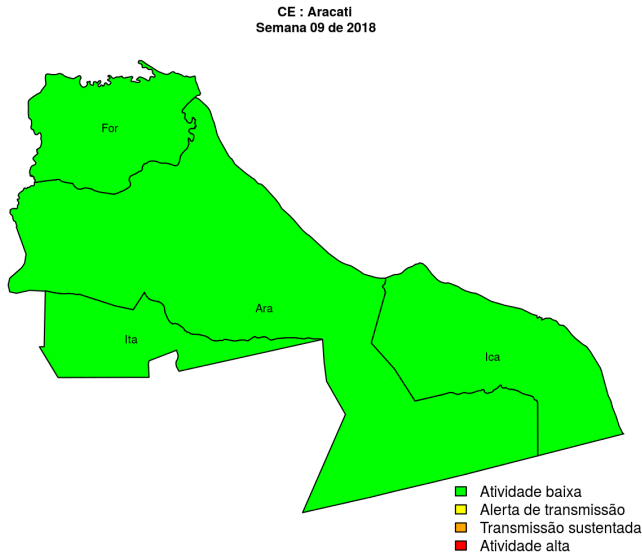 CE : Aracati
Semana 09 de 2018
For
Ara
Ita
Ica
Atividade baixa
Alerta de transmissão
Transmissão sustentada
Atividade alta